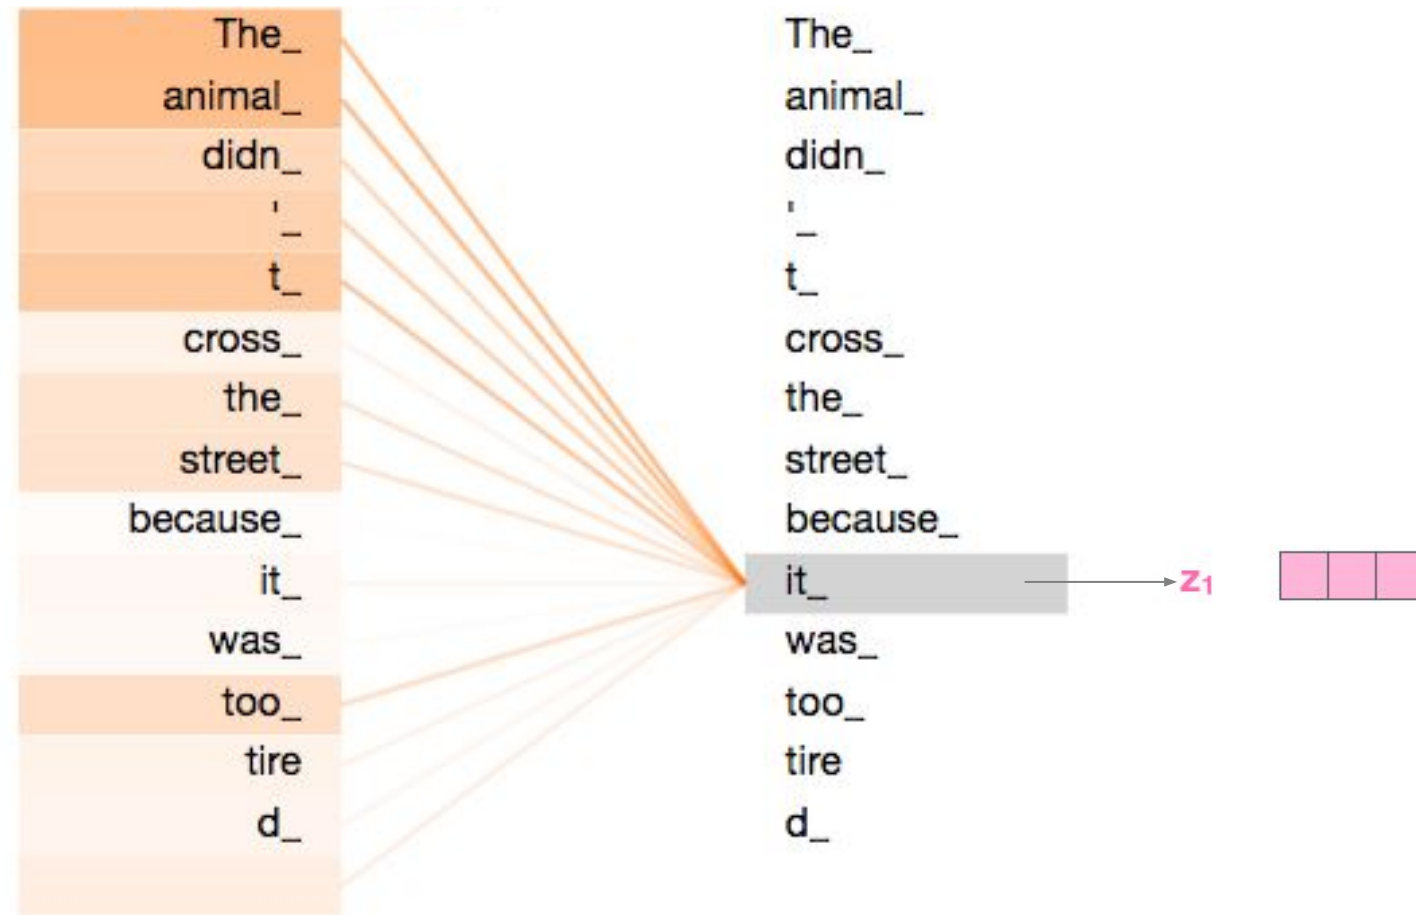 The_
animal_
didn_
'_
t_
cross_
the_
street_
because_
it_
was_
too_
tire
d_
The_
animal_
didn_
'_
t_
cross_
the_
street_
because_
it_
z1
was_
too_
tire
d_